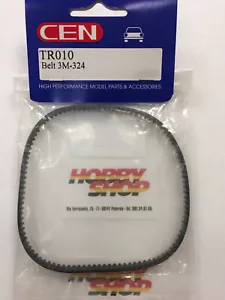 CEN
TR010
Belt 3M-324
HIGH PERFORMANCE MODEL PARTS & ACCESSORIES
HOBBY
SHOP